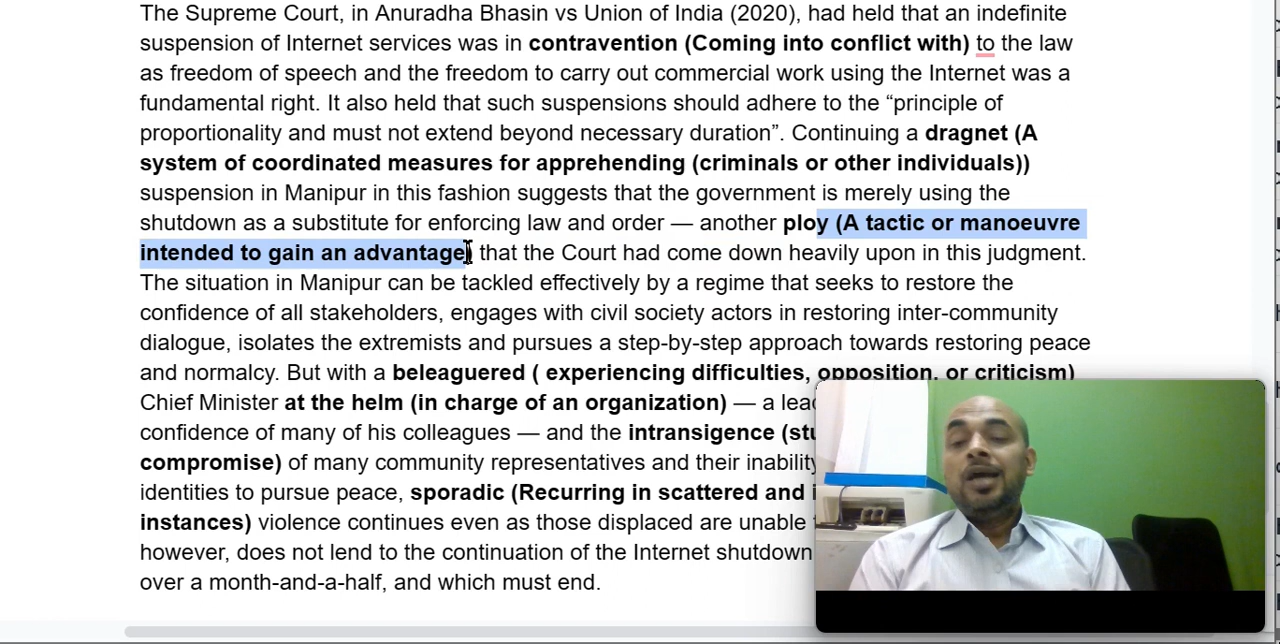 The Supreme Court, in Anuradha Bhasin vs Union of India (2020), had held that an indefinite
suspension of Internet services was in contravention (Coming into conflict with) to the law
as freedom of speech and the freedom to carry out commercial work using the Internet was a
fundamental right. It also held that such suspensions should adhere to the “principle of
proportionality and must not extend beyond necessary duration”. Continuing a dragnet (A
system of coordinated measures for apprehending (criminals or other individuals))
suspension in Manipur in this fashion suggests that the government is merely using the
shutdown as a substitute for enforcing law and order — another ploy (A tactic or manoeuvre
intended to gain an advantage) that the Court had come down heavily upon in this judgment.
The situation in Manipur can be tackled effectively by a regime that seeks to restore the
confidence of all stakeholders, engages with civil society actors in restoring inter-community
dialogue, isolates the extremists and pursues a step-by-step approach towards restoring peace
and normalcy. But with a beleaguered ( experiencing difficulties, opposition, or criticism)
Chief Minister at the helm (in charge of an organization) — a
confidence of many of his colleagues — and the intransigence
compromise) of many community representatives and their inability
identities to pursue peace, sporadic (Recurring in scattered and
instances) violence continues even as those displaced are unable
however, does not lend to the continuation of the Internet shutdown
over a month-and-a-half, and which must end.